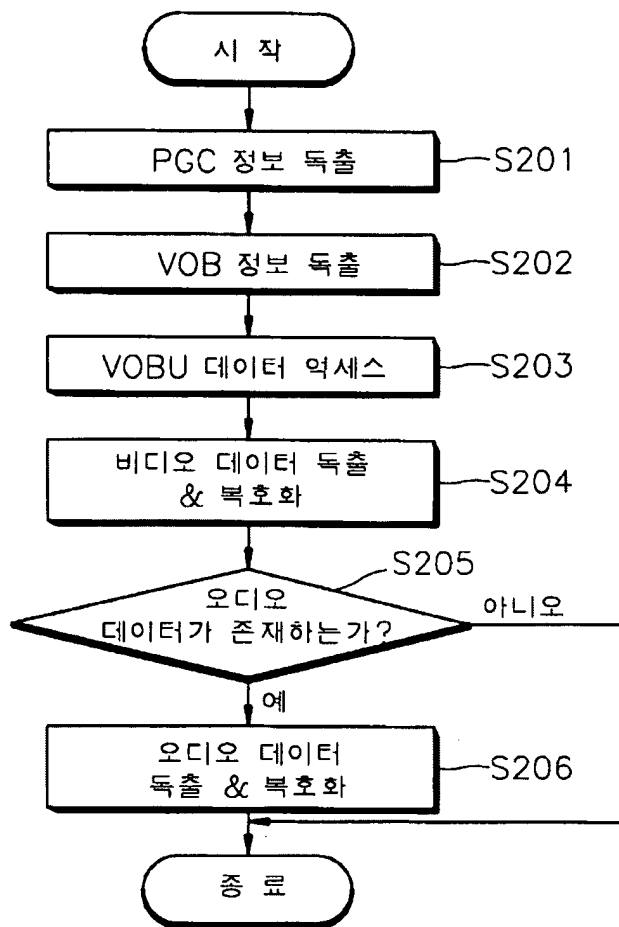 시 작
PGC 정보 독출
S201
VOB 정보 독출
S202
VOBU 데이터 억세스
S203
비디오 데이터 독출
& 복호화
S204
S205
오디오
데이터가 존재하는가?
아니오
예
오디오 데이터
독출 & 복호화
S206
종 료